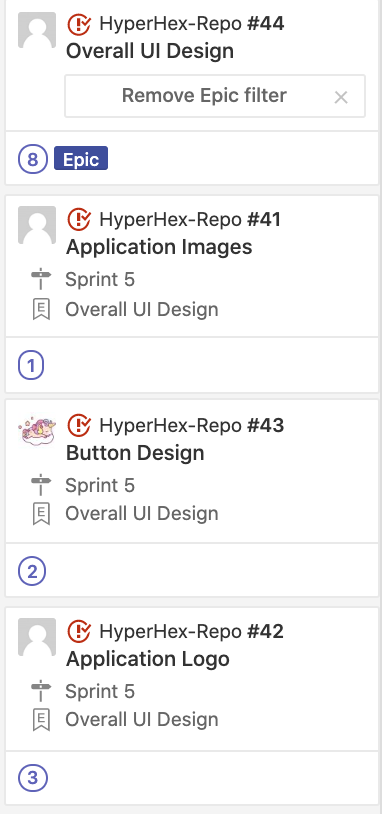 HyperHex-Repo #44
Overall UI Design
Remove Epic filter
8 Epic
HyperHex-Repo #41
Application Images
Sprint 5
E Overall UI Design
1
HyperHex-Repo #43
Button Design
Sprint 5
E Overall UI Design
2
HyperHex-Repo #42
Application Logo
Sprint 5
E Overall UI Design
3